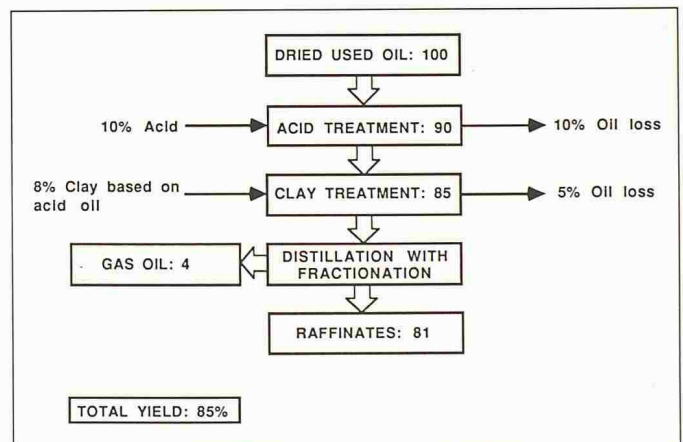 DRIED USED OIL: 100
10% Acid
ACID TREATMENT: 90
10% Oil loss
8% Clay based on
acid oil
CLAY TREATMENT: 85
5% Oil loss
GAS OIL: 4
DISTILLATION WITH
FRACTIONATION
RAFFINATES: 81
TOTAL YIELD: 85%